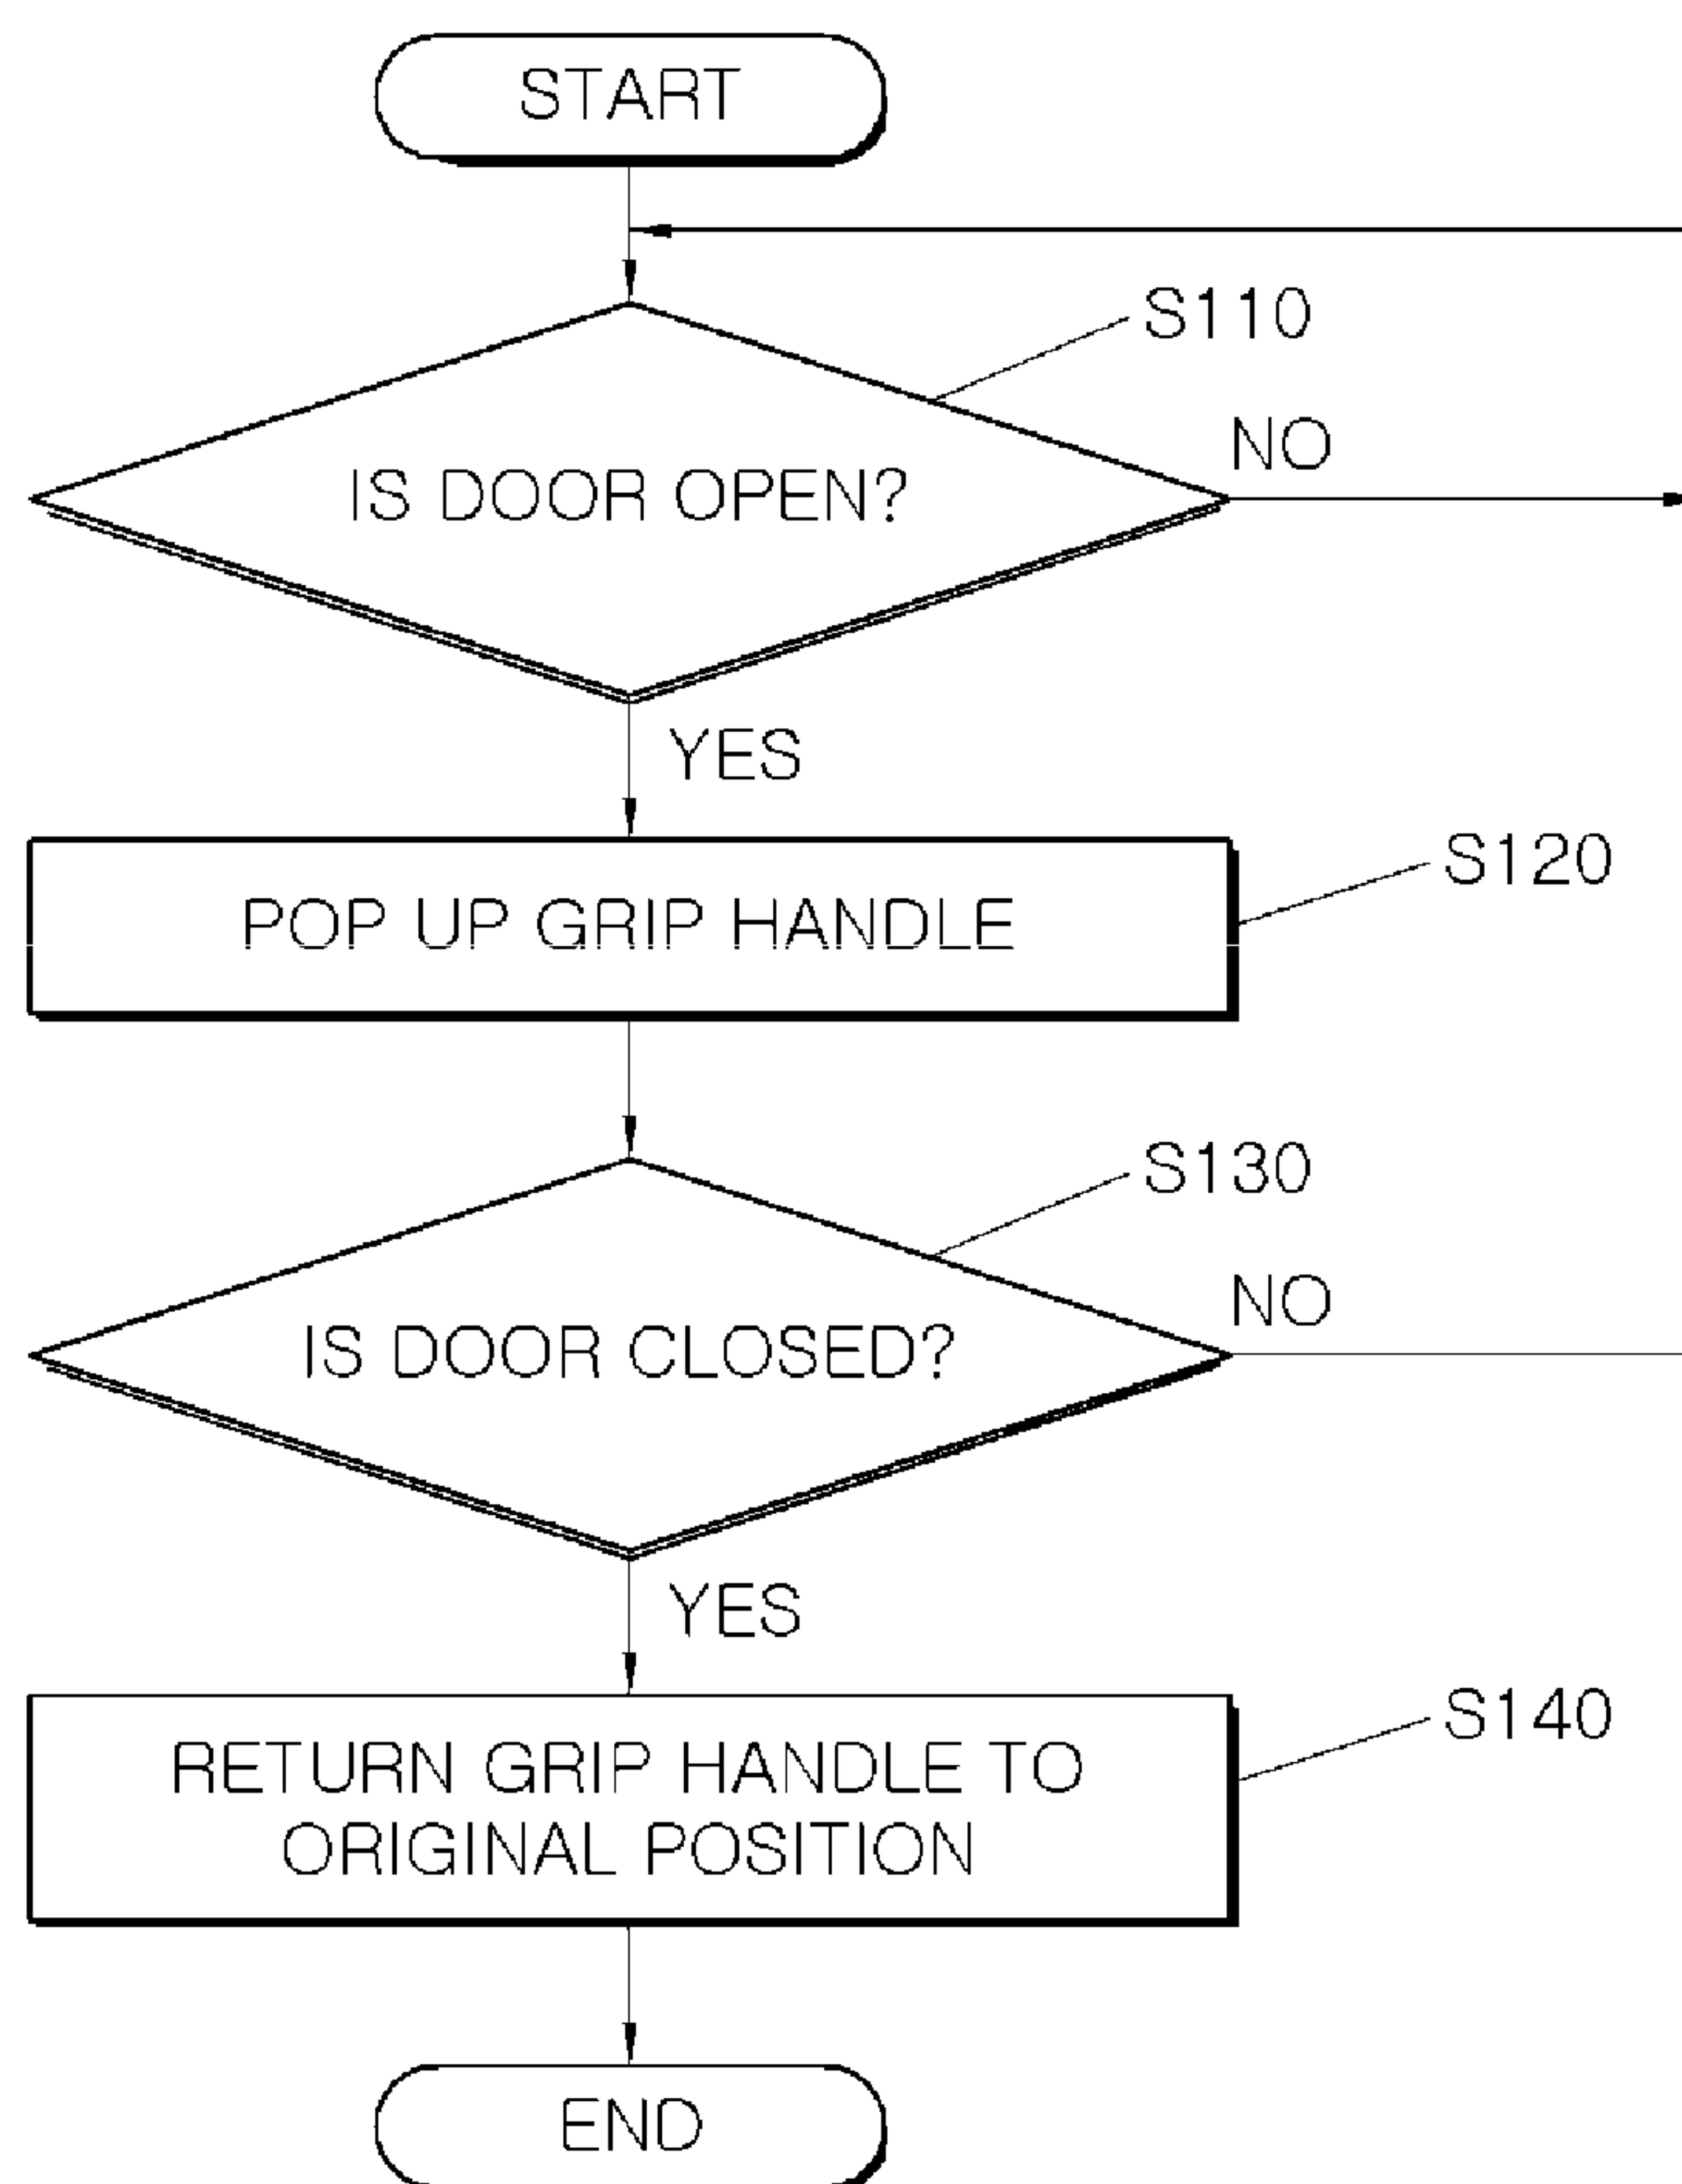 START
S110
NO
IS DOOR OPEN?
YES
S120
POP UP GRIP HANDLE
S130
NO
IS DOOR CLOSED?
YES
S140
RETURN GRIP HANDLE TO
ORIGINAL POSITION
END